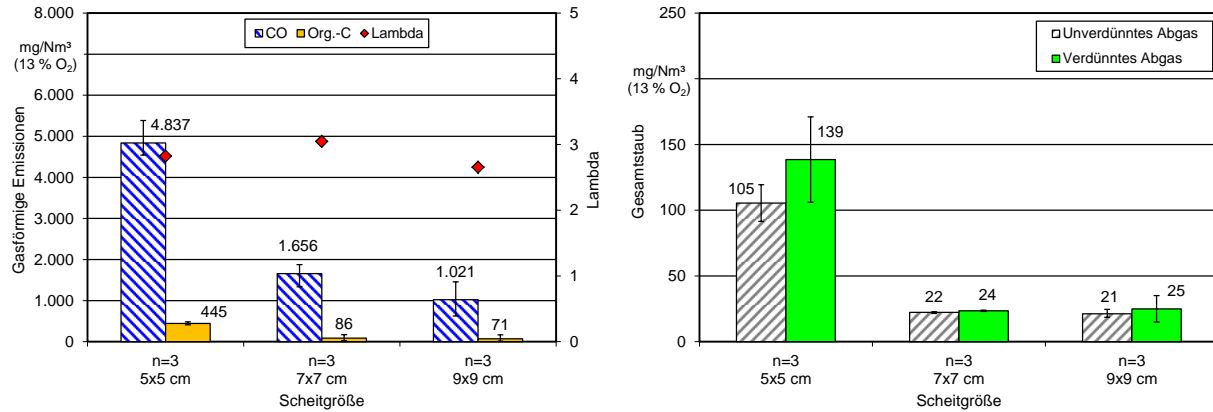 8.000
mg/Nm³
(13 % O₂)
6.000
5.000
4.000
3.000
2.000
1.000
0
Gasförmige Emissionen
CO Org.-C Lambda
4.837
445
1.656
86
1.021
71
5
4
3
2
1
0
Lambda
n=3 n=3 n=3
5x5 cm 7x7 cm 9x9 cm
Scheitgröße
250
mg/Nm³
(13 % O₂)
150
100
50
0
Gesamtstaub
Unverdünntes Abgas
Verdünntes Abgas
105
139
22
24
21
25
n=3 n=3 n=3
5x5 cm 7x7 cm 9x9 cm
Scheitgröße